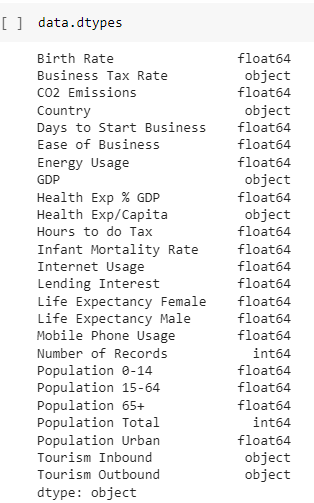 [ ] data.dtypes
Birth Rate float64
Business Tax Rate object
CO2 Emissions float64
Country object
Days to Start Business float64
Ease of Business float64
Energy Usage float64
GDP object
Health Exp % GDP float64
Health Exp/Capita object
Hours to do Tax float64
Infant Mortality Rate float64
Internet Usage float64
Lending Interest float64
Life Expectancy Female float64
Life Expectancy Male float64
Mobile Phone Usage float64
Number of Records int64
Population 0-14 float64
Population 15-64 float64
Population 65+ float64
Population Total int64
Population Urban float64
Tourism Inbound object
Tourism Outbound object
dtype: object